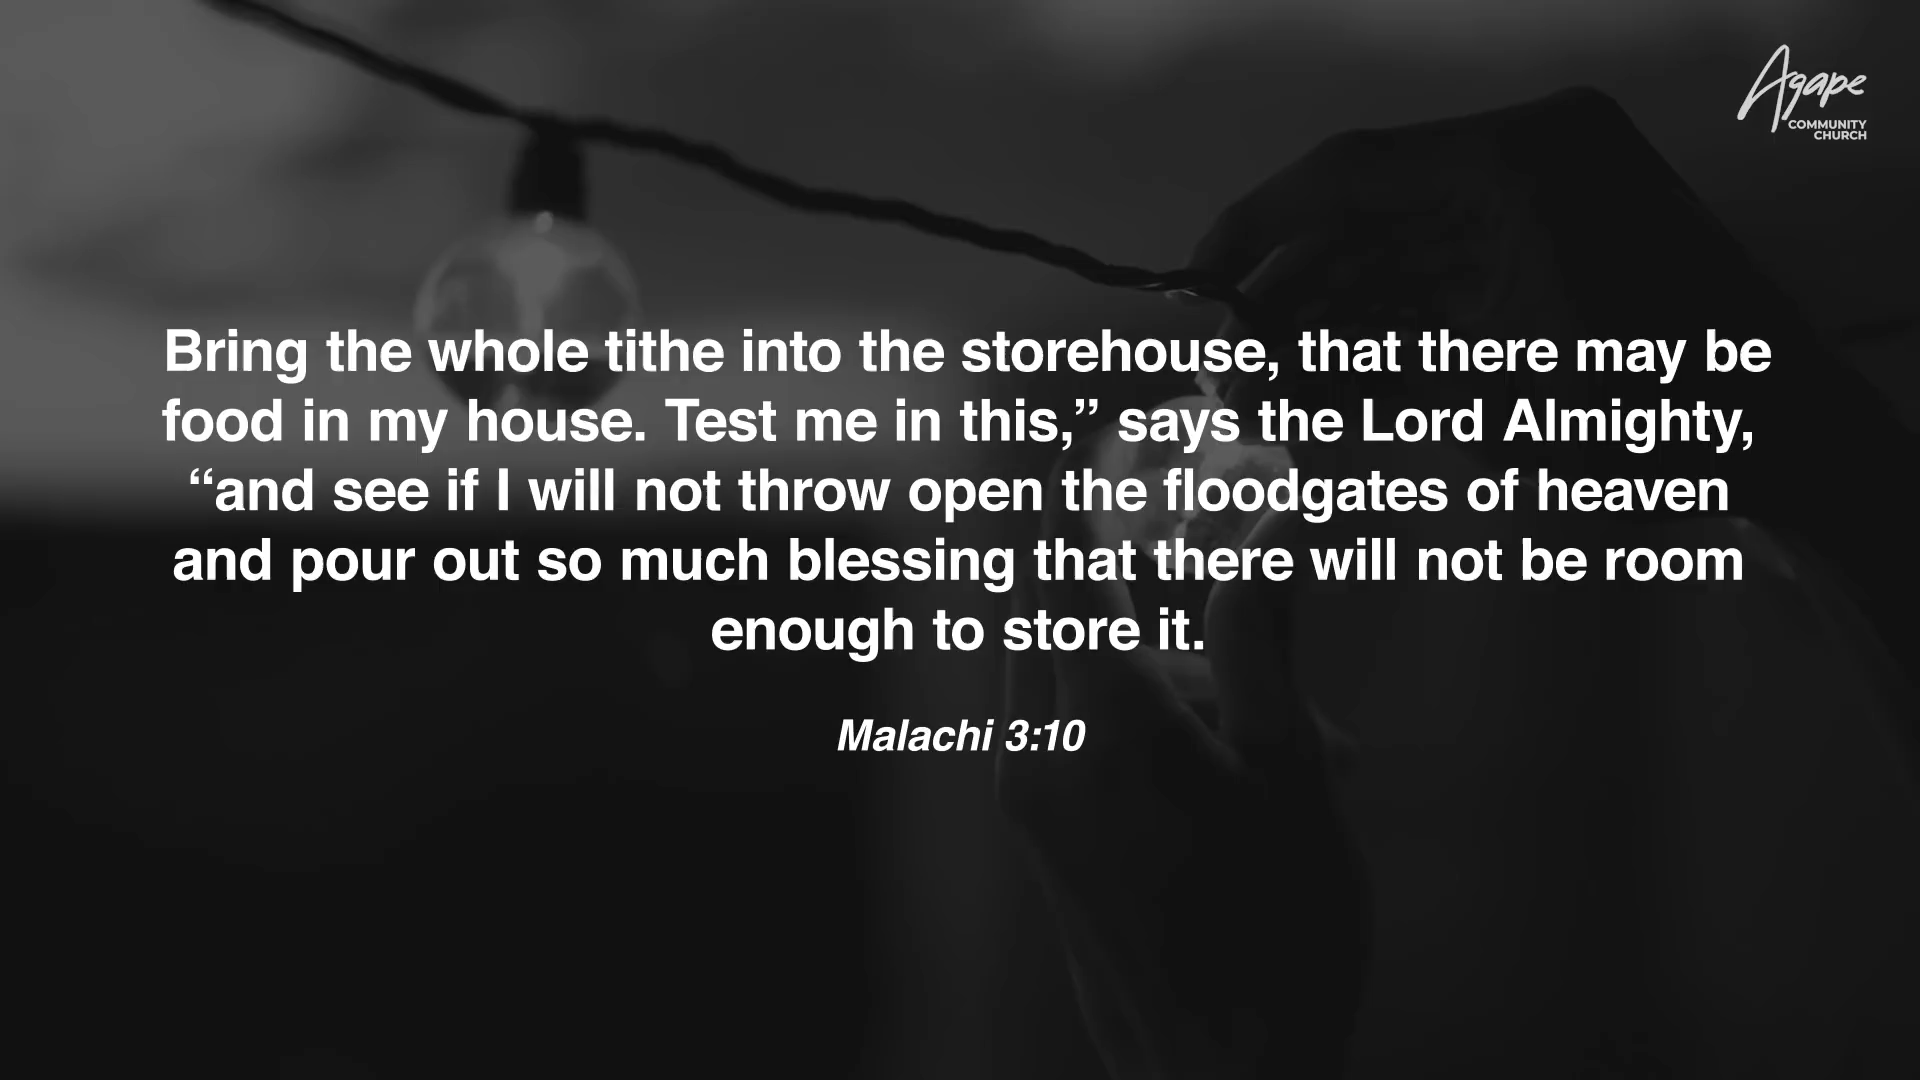 Agape
COMMUNITY
CHURCH
Bring the whole tithe into the storehouse, that there may be
food in my house. Test me in this,” says the Lord Almighty,
“and see if I will not throw open the floodgates of heaven
and pour out so much blessing that there will not be room
enough to store it.
Malachi 3:10